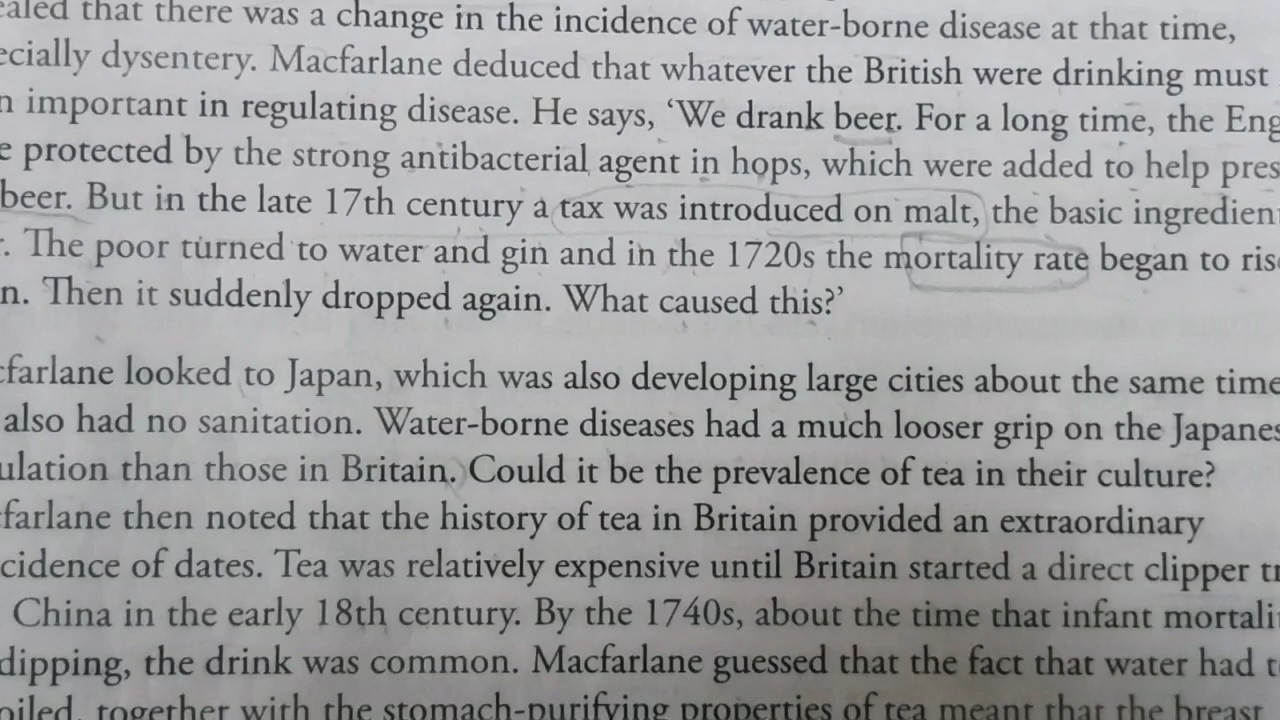 ealed that there was a change in the incidence of water-borne disease at that time,
ecially dysentery. Macfarlane deduced that whatever the British were drinking must
n important in regulating disease. He says, ‘We drank beer. For a long time, the Eng
e protected by the strong antibacterial agent in hops, which were added to help pres
beer. But in the late 17th century a tax was introduced on malt, the basic ingredient
r. The poor turned to water and gin and in the 1720s the mortality rate began to rise
n. Then it suddenly dropped again. What caused this?’
cfarlane looked to Japan, which was also developing large cities about the same time
also had no sanitation. Water-borne diseases had a much looser grip on the Japanes
ulation than those in Britain. Could it be the prevalence of tea in their culture?
cfarlane then noted that the history of tea in Britain provided an extraordinary
cidence of dates. Tea was relatively expensive until Britain started a direct clipper tr
China in the early 18th century. By the 1740s, about the time that infant mortalit
dipping, the drink was common. Macfarlane guessed that the fact that water had t
oiled, together with the stomach-purifying properties of tea meant that the breast